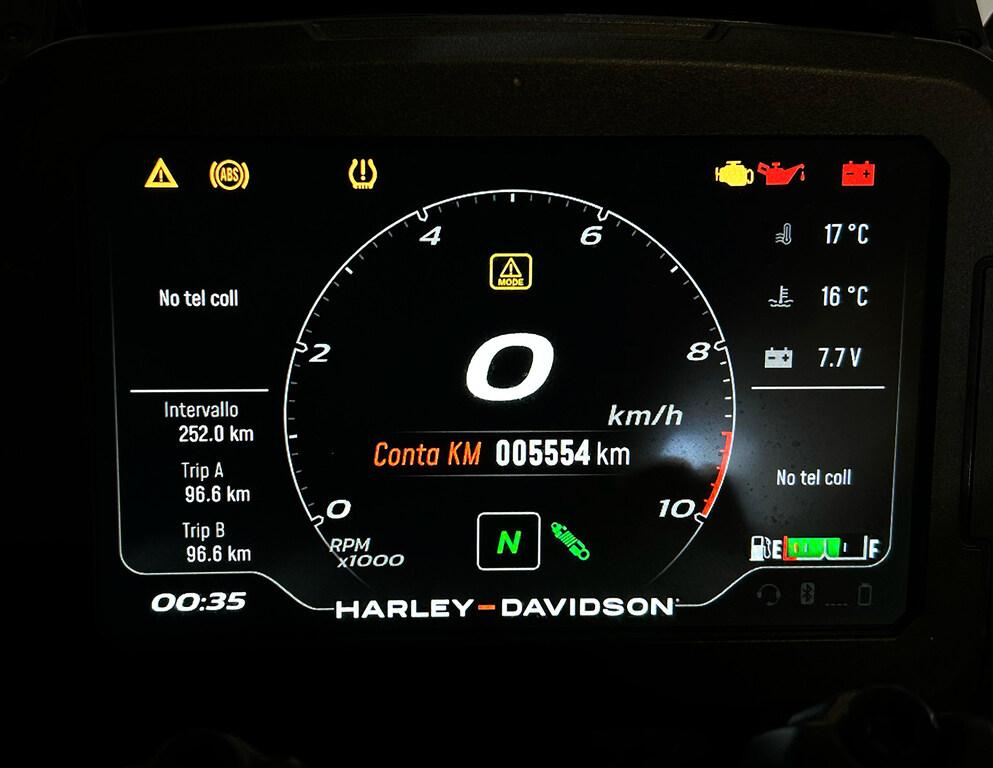 ABS
17 °C
4
6
MODE
No tel coll
16 °C
2
8
7.7 V
0
km/h
Intervallo
252.0 km
Conta KM 005554 km
Trip A
96.6 km
No tel coll
0
10
Trip B
96.6 km
RPM
x1000
N
E F
00:35
HARLEY-DAVIDSON